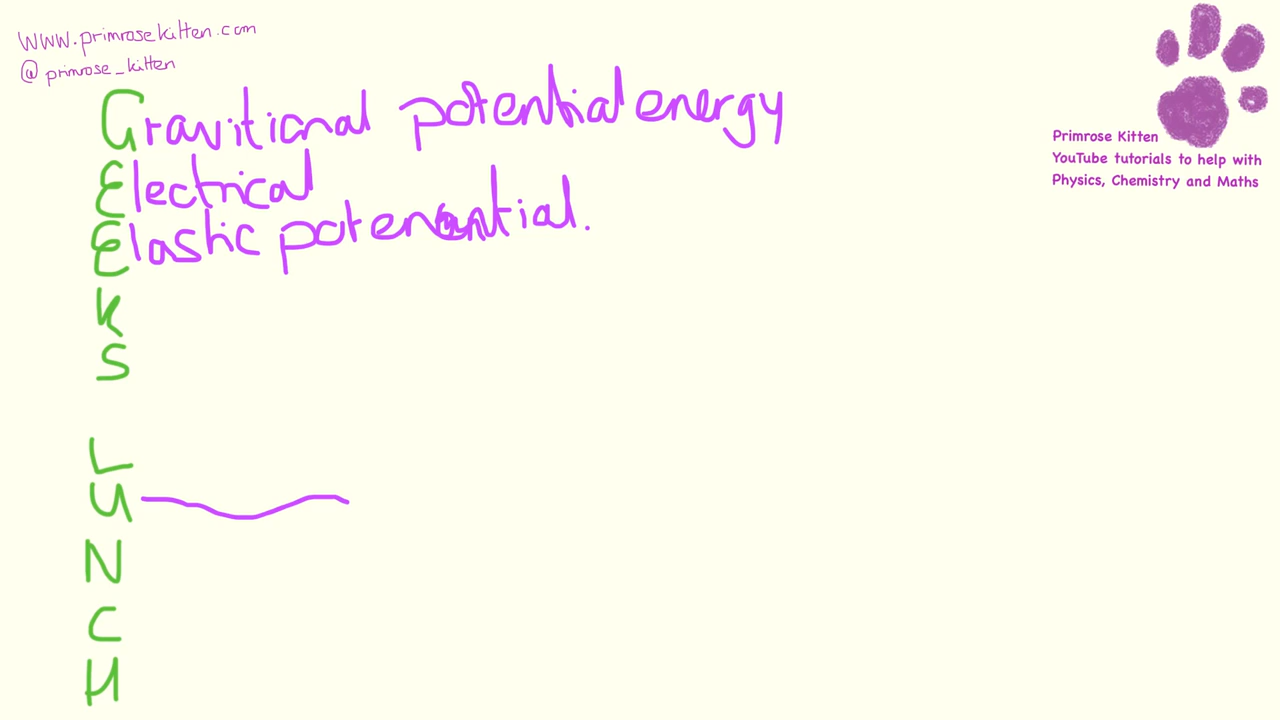 www.primrosekitten.com
@primrose_kitten
Primrose Kitten
YouTube tutorials to help with
Physics, Chemistry and Maths
Gravitional potential energy
Electrical
Elastic potential.
K
S
L
U
N
C
H